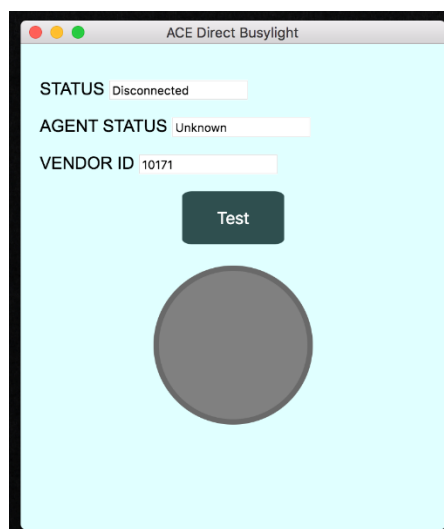 ACE Direct Busylight
STATUS Disconnected
AGENT STATUS Unknown
VENDOR ID 10171
Test